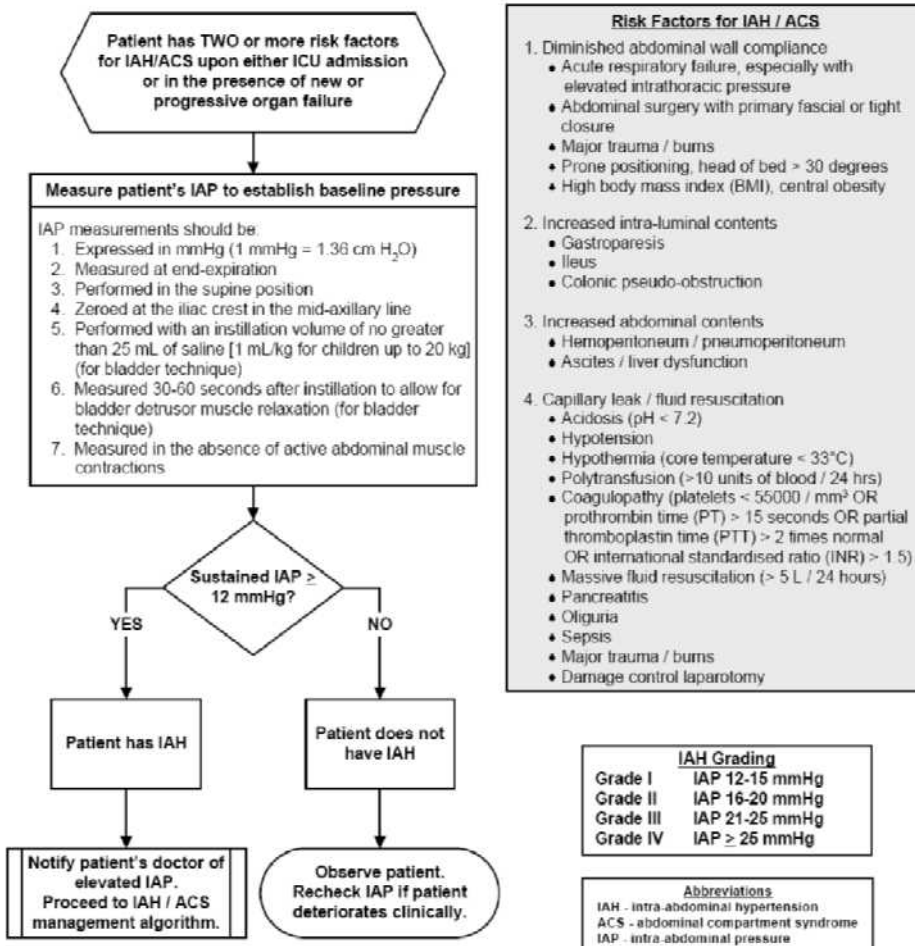 Patient has TWO or more risk factors
for IAH/ACS upon either ICU admission
or in the presence of new or
progressive organ failure
Measure patient's IAP to establish baseline pressure
IAP measurements should be:
1. Expressed in mmHg (1 mmHg = 1.36 cm H₂O)
2. Measured at end-expiration
3. Performed in the supine position
4. Zeroed at the iliac crest in the mid-axillary line
5. Performed with an instillation volume of no greater
than 25 mL of saline [1 mL/kg for children up to 20 kg]
(for bladder technique)
6. Measured 30-60 seconds after instillation to allow for
bladder detrusor muscle relaxation (for bladder
technique)
7. Measured in the absence of active abdominal muscle
contractions
Sustained IAP ≥
12 mmHg?
YES
NO
Patient has IAH
Patient does not
have IAH
Notify patient's doctor of
elevated IAP.
Proceed to IAH / ACS
management algorithm.
Observe patient.
Recheck IAP if patient
deteriorates clinically.
Risk Factors for IAH / ACS
1. Diminished abdominal wall compliance
• Acute respiratory failure, especially with
elevated intrathoracic pressure
• Abdominal surgery with primary fascial or tight
closure
• Major trauma / burns
• Prone positioning, head of bed > 30 degrees
• High body mass index (BMI), central obesity
2. Increased intra-luminal contents
• Gastroparesis
• Ileus
• Colonic pseudo-obstruction
3. Increased abdominal contents
• Hemoperitoneum / pneumoperitoneum
• Ascites / liver dysfunction
4. Capillary leak / fluid resuscitation
• Acidosis (pH < 7.2)
• Hypotension
• Hypothermia (core temperature < 33°C)
• Polytransfusion (>10 units of blood / 24 hrs)
• Coagulopathy (platelets < 55000 / mm³ OR
prothrombin time (PT) > 15 seconds OR partial
thromboplastin time (PTT) > 2 times normal
OR international standardised ratio (INR) > 1.5)
• Massive fluid resuscitation (> 5 L / 24 hours)
• Pancreatitis
• Oliguria
• Sepsis
• Major trauma / burns
• Damage control laparotomy
IAH Grading
Grade I IAP 12-15 mmHg
Grade II IAP 16-20 mmHg
Grade III IAP 21-25 mmHg
Grade IV IAP ≥ 25 mmHg
Abbreviations
IAH - intra-abdominal hypertension
ACS - abdominal compartment syndrome
IAP - intra-abdominal pressure